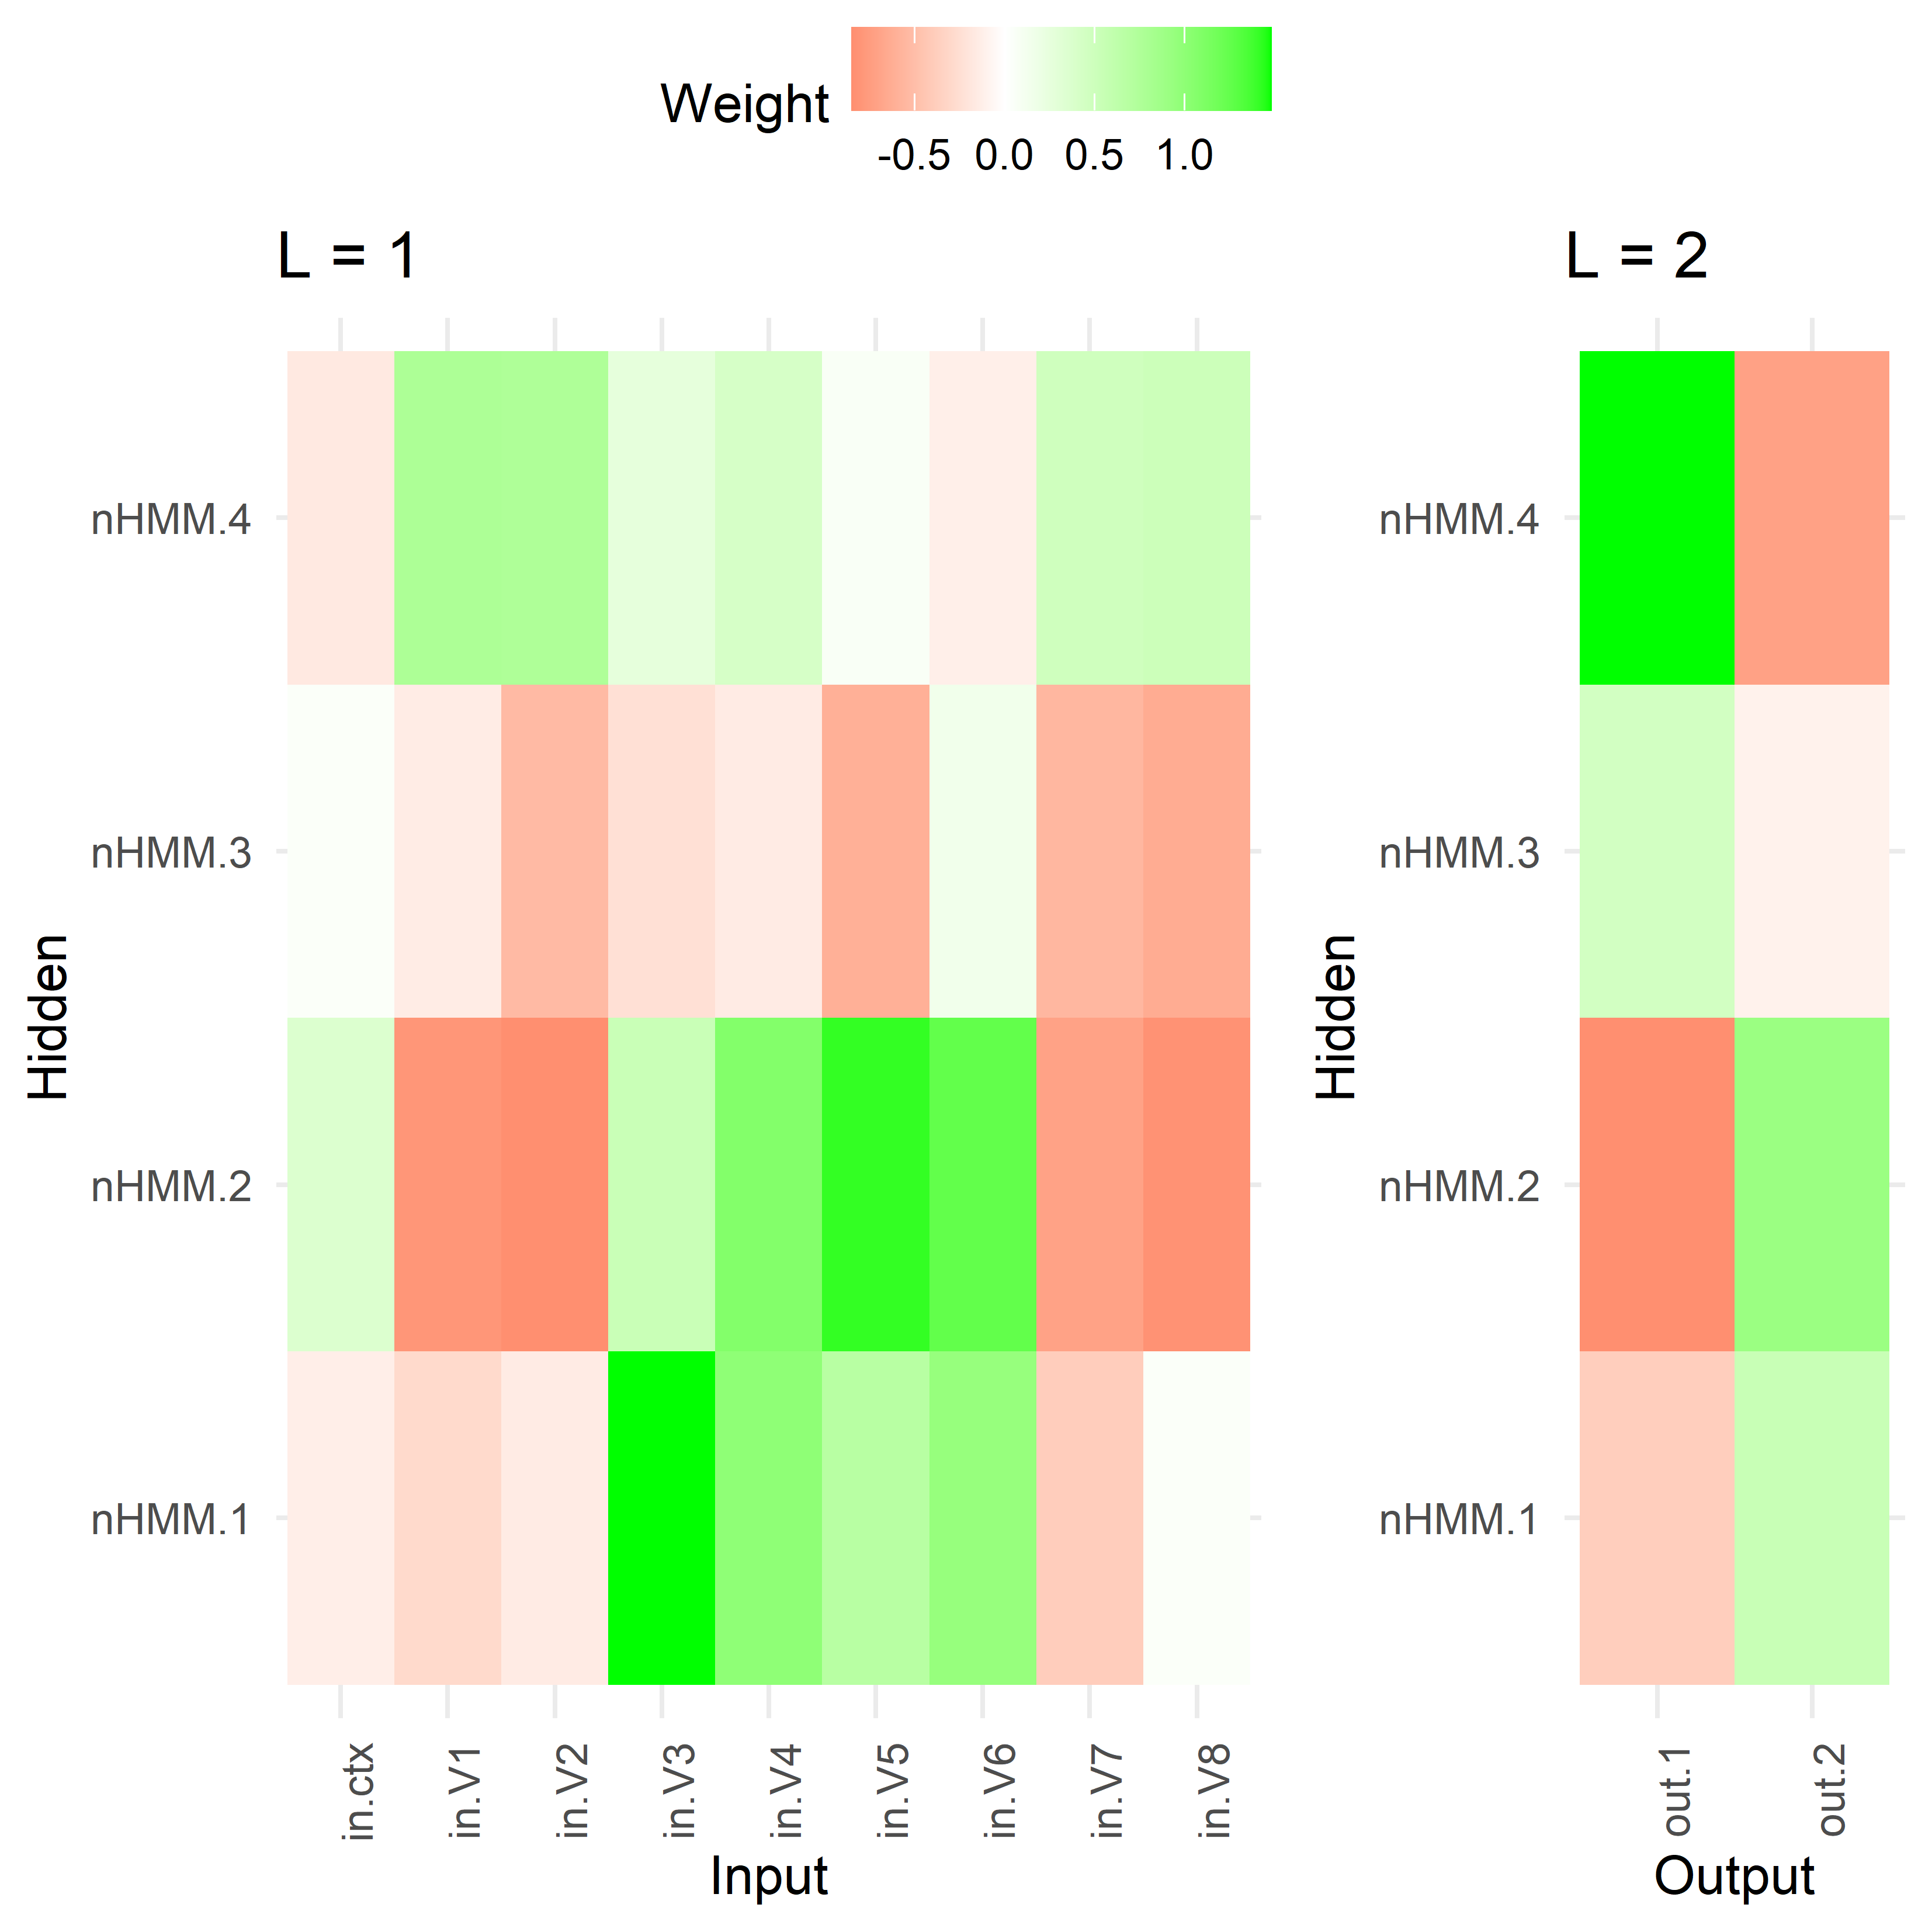 Weight
-0.5 0.0 0.5 1.0
L = 1
nHMM.4
nHMM.3
nHMM.2
nHMM.1
Hidden
in.ctx in.V1 in.V2 in.V3 in.V4 in.V5 in.V6 in.V7 in.V8
Input
L = 2
nHMM.4
nHMM.3
nHMM.2
nHMM.1
Hidden
out.1 out.2
Output